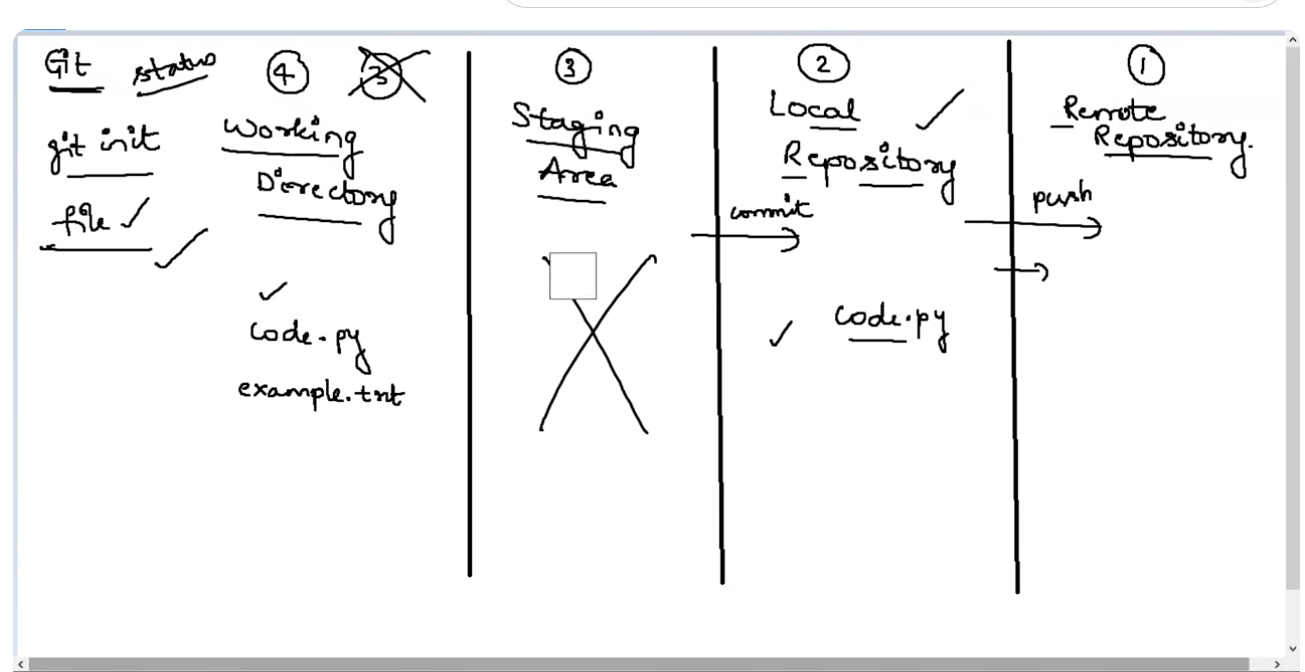 Git status
git init
file
4
3
Working
Directory
code.py
example.txt
3
Staging
Area
commit
2
Local
Repository
code.py
1
Remote
Repository.
push